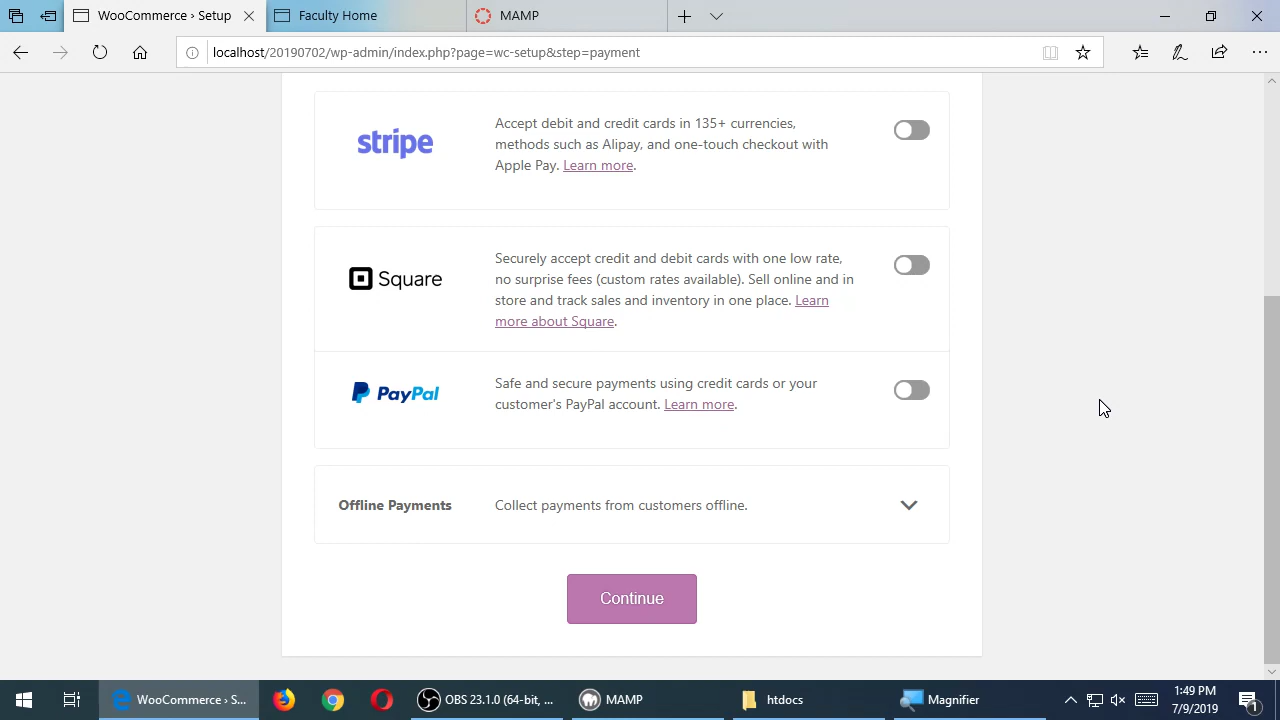 WooCommerce › Setup
Faculty Home
MAMP
localhost/20190702/wp-admin/index.php?page=wc-setup&step=payment
stripe
Accept debit and credit cards in 135+ currencies,
methods such as Alipay, and one-touch checkout with
Apple Pay. Learn more.
Square
Securely accept credit and debit cards with one low rate,
no surprise fees (custom rates available). Sell online and in
store and track sales and inventory in one place. Learn
more about Square.
PayPal
Safe and secure payments using credit cards or your
customer's PayPal account. Learn more.
Offline Payments
Collect payments from customers offline.
Continue
WooCommerce › S...
OBS 23.1.0 (64-bit, ...
MAMP
htdocs
Magnifier
1:49 PM
7/9/2019
1